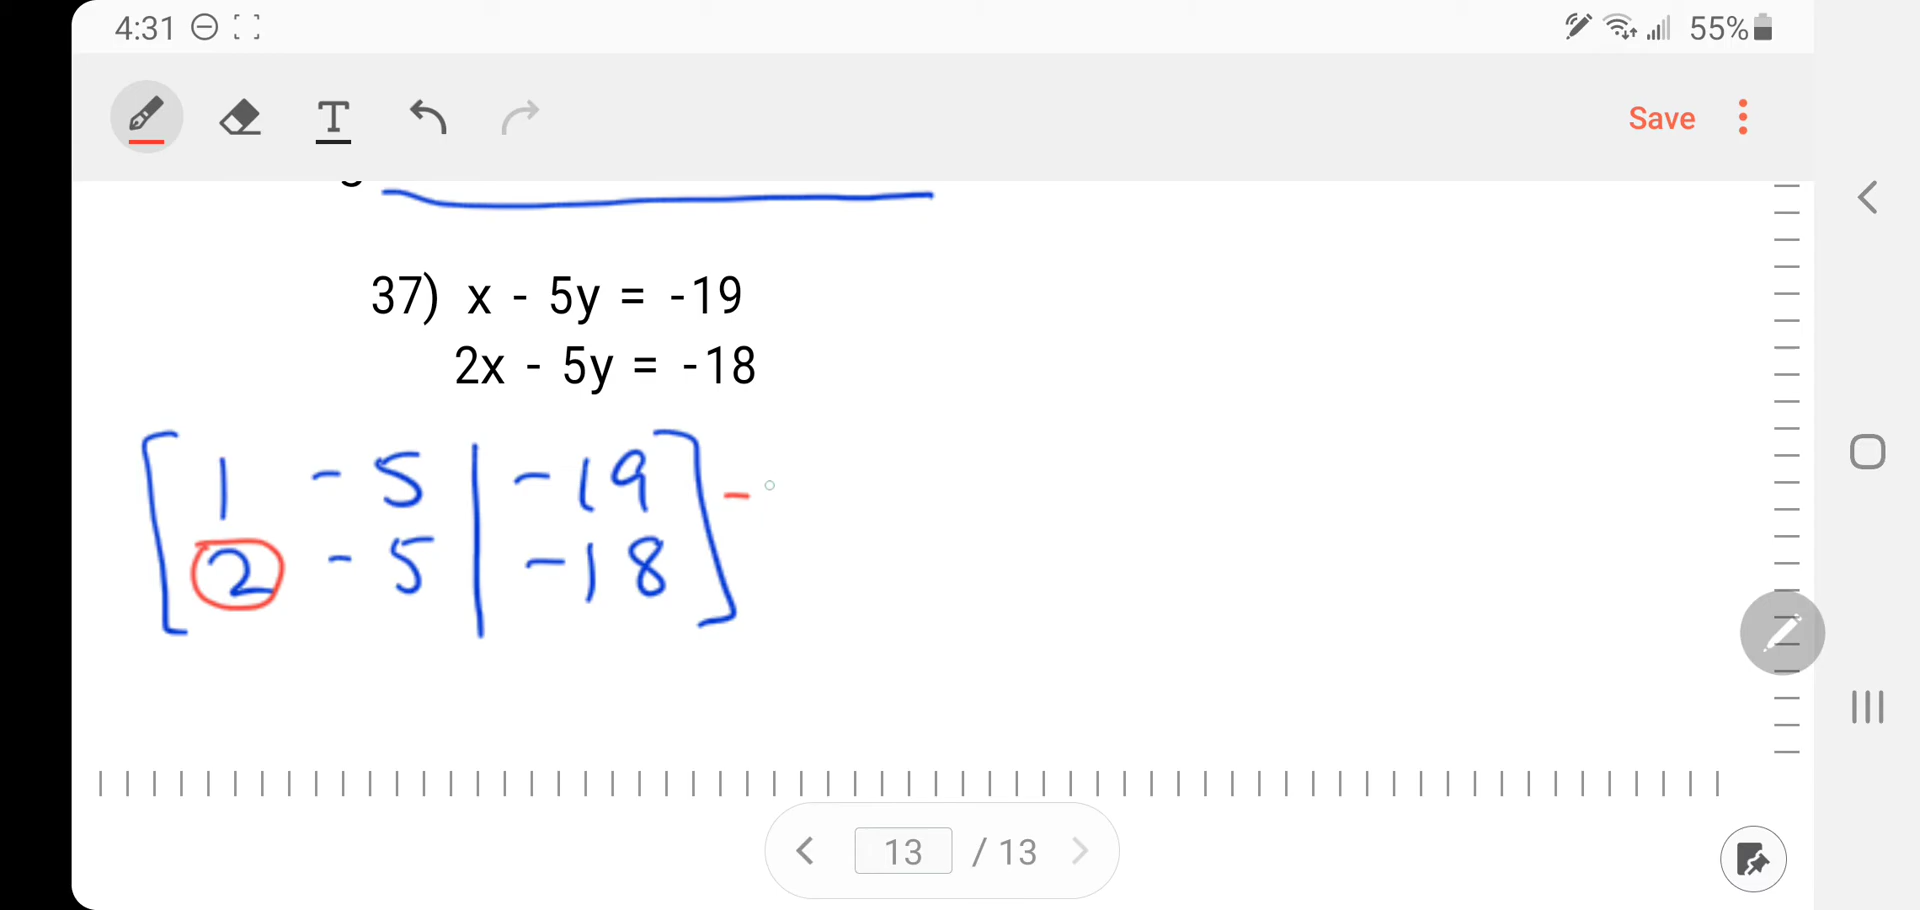 4:31 55%
T Save
37) x - 5y = -19
2x - 5y = -18
1 - 5 | - 19 -
2 - 5 | - 18
13 / 13